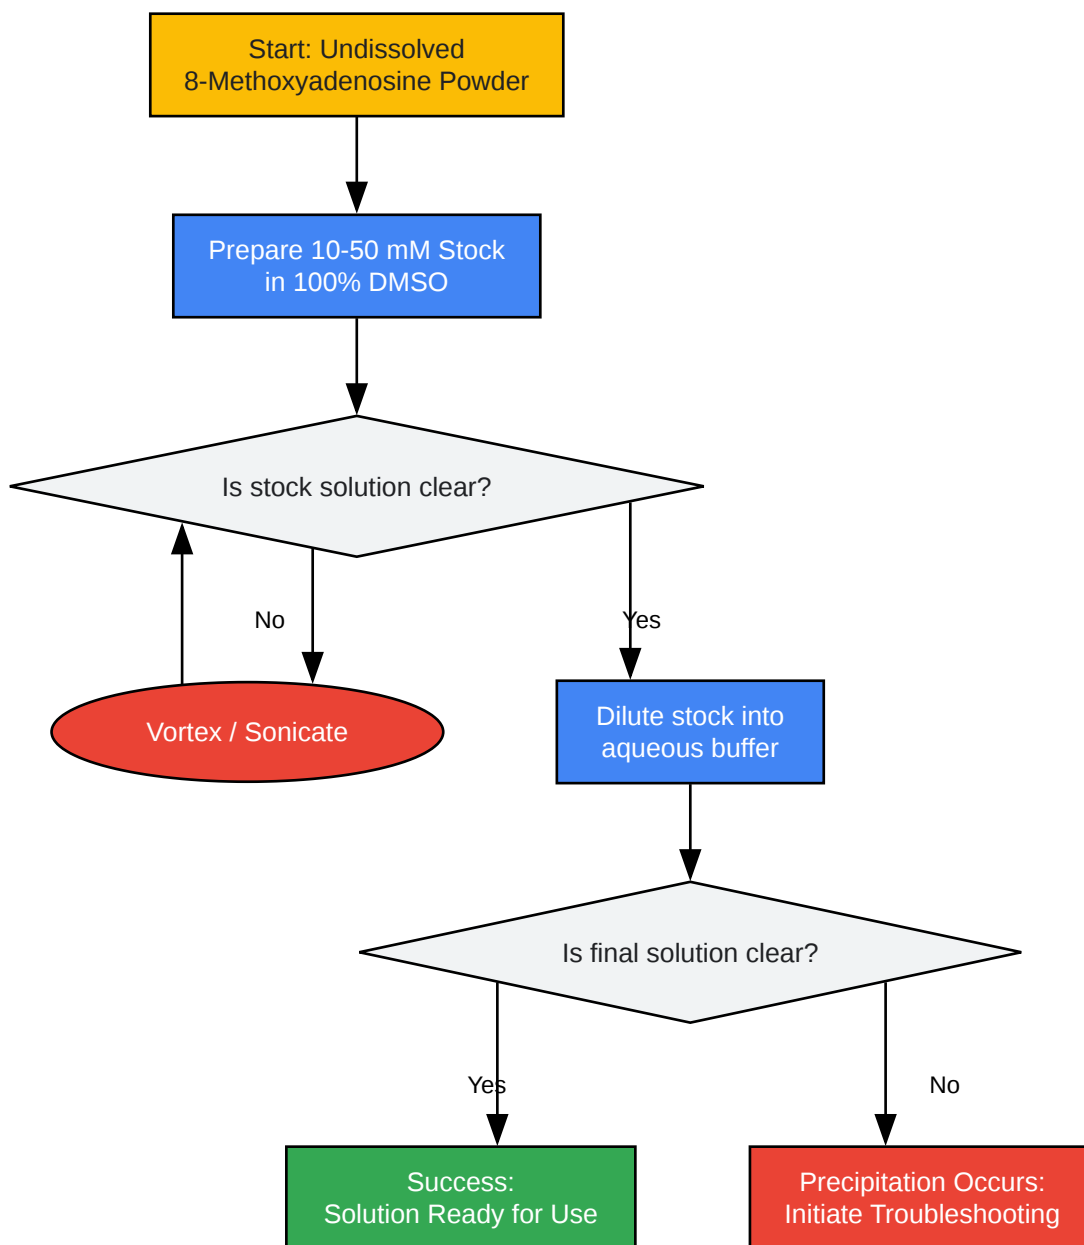 Start: Undissolved
8-Methoxyadenosine Powder
Prepare 10-50 mM Stock
in 100% DMSO
Is stock solution clear?
No
Yes
Vortex / Sonicate
Dilute stock into
aqueous buffer
Is final solution clear?
Yes
No
Success:
Solution Ready for Use
Precipitation Occurs:
Initiate Troubleshooting